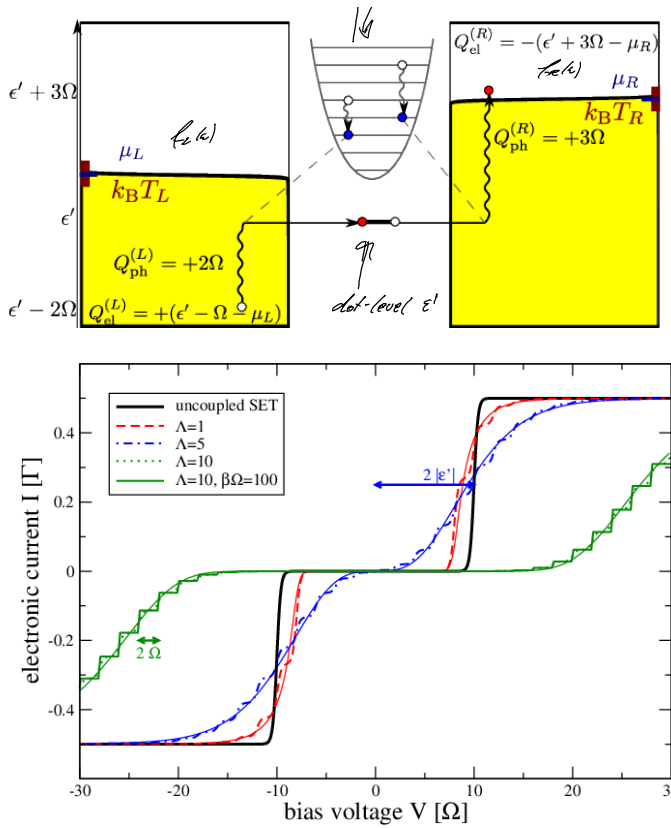 Q_el^(R) = −(ϵ′ + 3Ω − μ_R)
ϵ′ + 3Ω
μ_R
k_B T_R
Q_ph^(R) = +3Ω
μ_L
k_B T_L
ϵ′
Q_ph^(L) = +2Ω
ϵ′ − 2Ω
Q_el^(L) = +(ϵ′ − Ω − μ_L)
dot-level ε'
uncoupled SET
Λ=1
Λ=5
Λ=10
Λ=10, βΩ=100
2 |ε'|
2 Ω
electronic current I [Γ]
0.4
0.2
0
-0.2
-0.4
-30 -20 -10 0 10 20 30
bias voltage V [Ω]